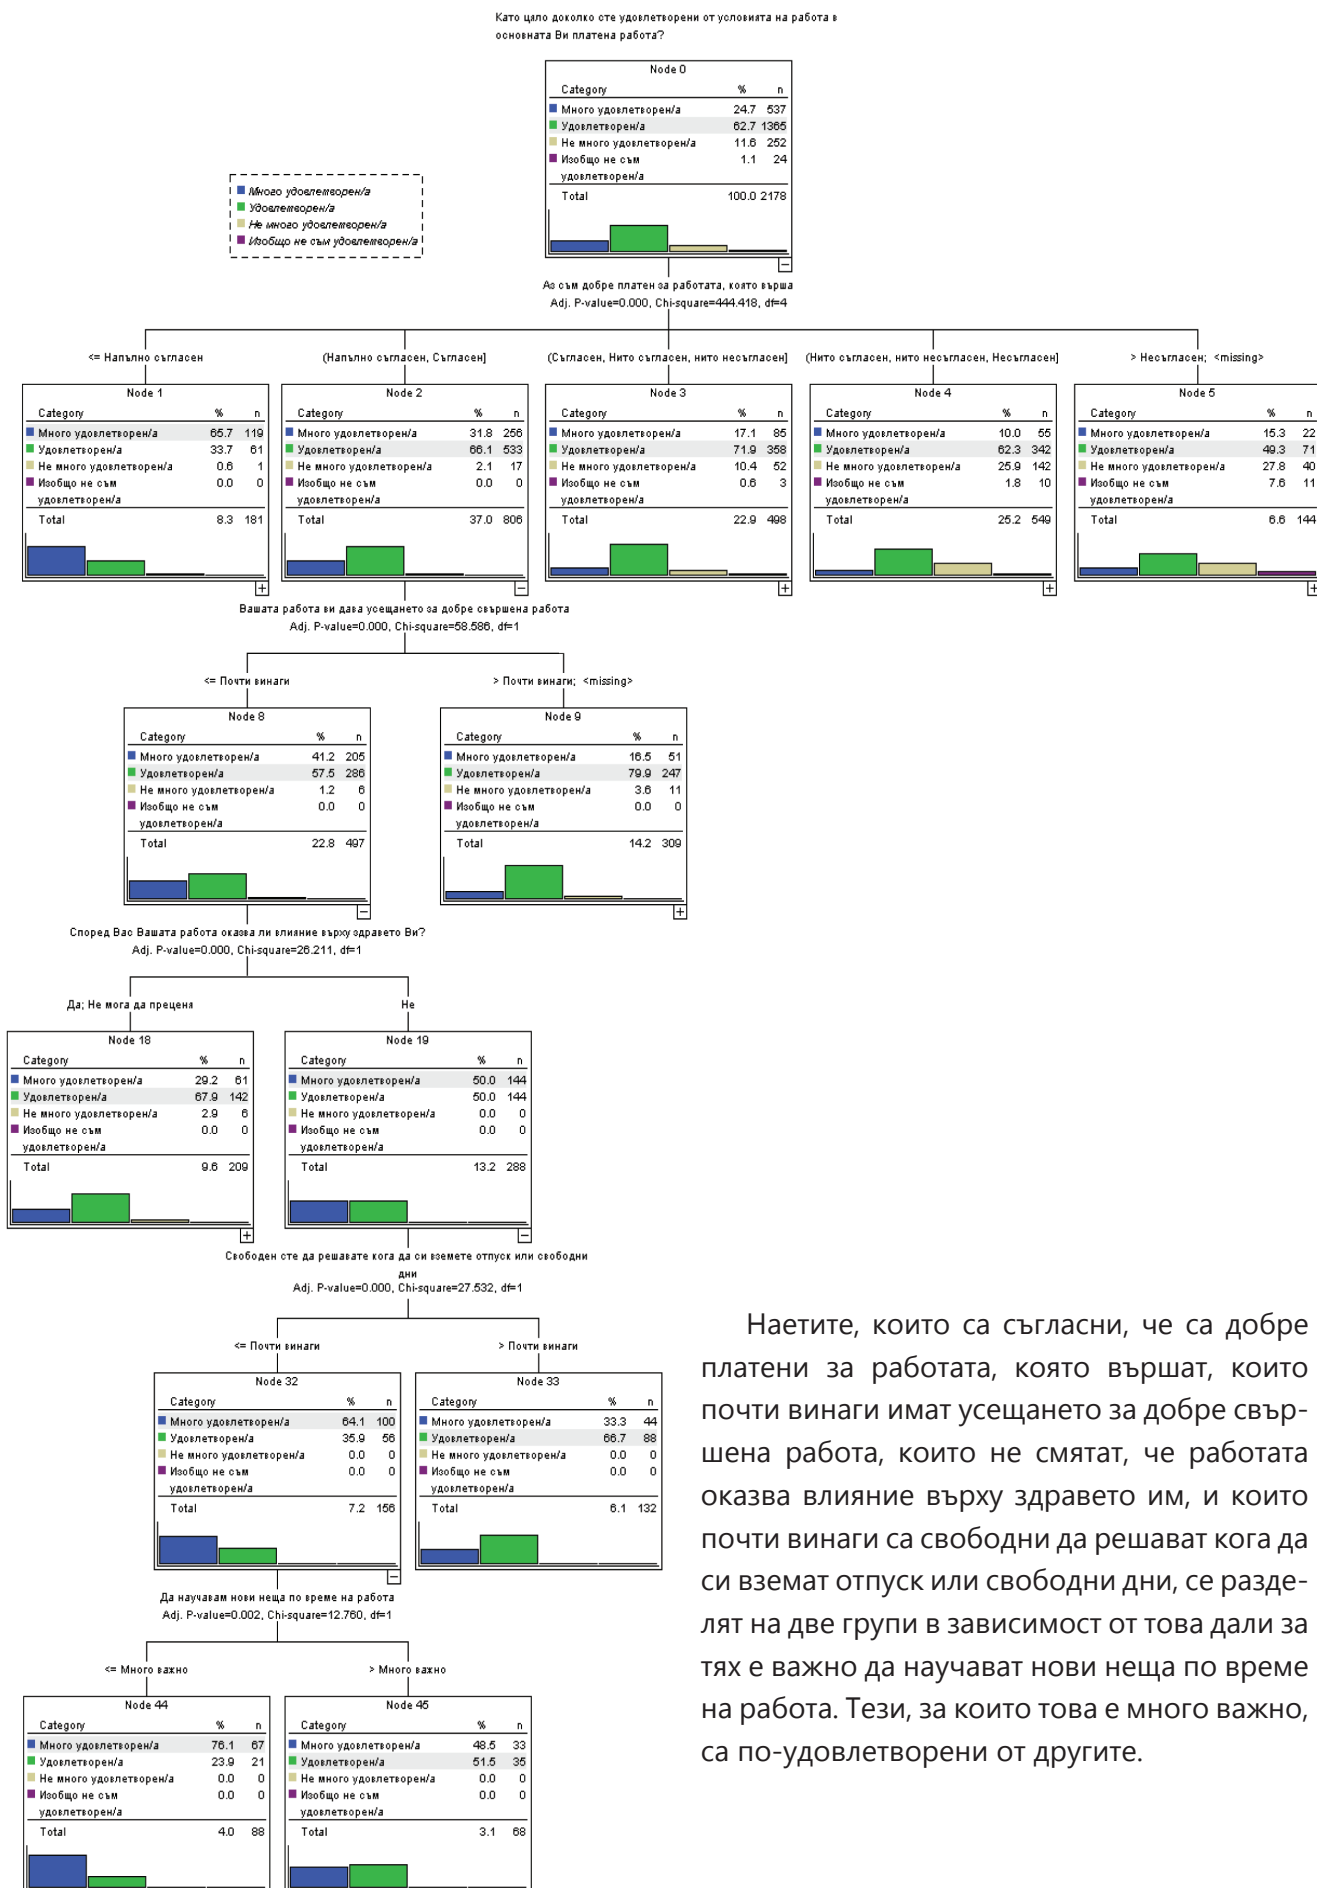 Като цяло доколко сте удовлетворени от условията на работа в
основната Ви платена работа?
Node 0
Category % n
Много удовлетворен/а 24.7 537
Удовлетворен/а 62.7 1365
Не много удовлетворен/а 11.6 252
Изобщо не съм 1.1 24
удовлетворен/а
Total 100.0 2178
Много удовлетворен/а
Удовлетворен/а
Не много удовлетворен/а
Изобщо не съм удовлетворен/а
Аз съм добре платен за работата, която върша
Adj. P-value=0.000, Chi-square=444.418, df=4
<= Напълно съгласен
(Напълно съгласен, Съгласен]
(Съгласен, Нито съгласен, нито несъгласен]
(Нито съгласен, нито несъгласен, Несъгласен]
> Несъгласен; <missing>
Node 1
Category % n
Много удовлетворен/а 65.7 119
Удовлетворен/а 33.7 61
Не много удовлетворен/а 0.6 1
Изобщо не съм 0.0 0
удовлетворен/а
Total 8.3 181
Node 2
Category % n
Много удовлетворен/а 31.8 256
Удовлетворен/а 66.1 533
Не много удовлетворен/а 2.1 17
Изобщо не съм 0.0 0
удовлетворен/а
Total 37.0 806
Node 3
Category % n
Много удовлетворен/а 17.1 85
Удовлетворен/а 71.9 358
Не много удовлетворен/а 10.4 52
Изобщо не съм 0.6 3
удовлетворен/а
Total 22.9 498
Node 4
Category % n
Много удовлетворен/а 10.0 55
Удовлетворен/а 62.3 342
Не много удовлетворен/а 25.9 142
Изобщо не съм 1.8 10
удовлетворен/а
Total 25.2 549
Node 5
Category % n
Много удовлетворен/а 15.3 22
Удовлетворен/а 49.3 71
Не много удовлетворен/а 27.8 40
Изобщо не съм 7.6 11
удовлетворен/а
Total 6.6 144
Вашата работа ви дава усещането за добре свършена работа
Adj. P-value=0.000, Chi-square=58.586, df=1
<= Почти винаги
> Почти винаги; <missing>
Node 8
Category % n
Много удовлетворен/а 41.2 205
Удовлетворен/а 57.5 286
Не много удовлетворен/а 1.2 6
Изобщо не съм 0.0 0
удовлетворен/а
Total 22.8 497
Node 9
Category % n
Много удовлетворен/а 16.5 51
Удовлетворен/а 79.9 247
Не много удовлетворен/а 3.6 11
Изобщо не съм 0.0 0
удовлетворен/а
Total 14.2 309
Според Вас Вашата работа оказва ли влияние върху здравето Ви?
Adj. P-value=0.000, Chi-square=26.211, df=1
Да; Не мога да преценя
Не
Node 18
Category % n
Много удовлетворен/а 29.2 61
Удовлетворен/а 67.9 142
Не много удовлетворен/а 2.9 6
Изобщо не съм 0.0 0
удовлетворен/а
Total 9.6 209
Node 19
Category % n
Много удовлетворен/а 50.0 144
Удовлетворен/а 50.0 144
Не много удовлетворен/а 0.0 0
Изобщо не съм 0.0 0
удовлетворен/а
Total 13.2 288
Свободен сте да решавате кога да си вземете отпуск или свободни
дни
Adj. P-value=0.000, Chi-square=27.532, df=1
<= Почти винаги
> Почти винаги
Node 32
Category % n
Много удовлетворен/а 64.1 100
Удовлетворен/а 35.9 56
Не много удовлетворен/а 0.0 0
Изобщо не съм 0.0 0
удовлетворен/а
Total 7.2 156
Node 33
Category % n
Много удовлетворен/а 33.3 44
Удовлетворен/а 66.7 88
Не много удовлетворен/а 0.0 0
Изобщо не съм 0.0 0
удовлетворен/а
Total 6.1 132
Да научавам нови неща по време на работа
Adj. P-value=0.002, Chi-square=12.760, df=1
<= Много важно
> Много важно
Node 44
Category % n
Много удовлетворен/а 76.1 67
Удовлетворен/а 23.9 21
Не много удовлетворен/а 0.0 0
Изобщо не съм 0.0 0
удовлетворен/а
Total 4.0 88
Node 45
Category % n
Много удовлетворен/а 48.5 33
Удовлетворен/а 51.5 35
Не много удовлетворен/а 0.0 0
Изобщо не съм 0.0 0
удовлетворен/а
Total 3.1 68
Наетите, които са съгласни, че са добре
платени за работата, която вършат, които
почти винаги имат усещането за добре свър-
шена работа, които не смятат, че работата
оказва влияние върху здравето им, и които
почти винаги са свободни да решават кога да
си вземат отпуск или свободни дни, се разде-
лят на две групи в зависимост от това дали за
тях е важно да научават нови неща по време
на работа. Тези, за които това е много важно,
са по-удовлетворени от другите.